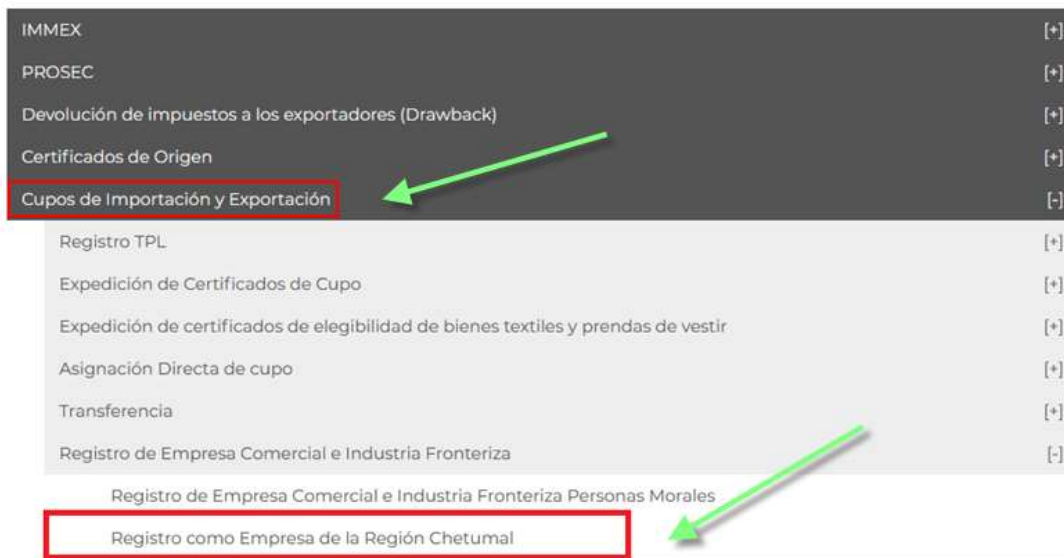 IMMEX [+]
PROSEC [+]
Devolución de impuestos a los exportadores (Drawback) [+]
Certificados de Origen [+]
Cupos de Importación y Exportación [-]
Registro TPL [+]
Expedición de Certificados de Cupo [+]
Expedición de certificados de elegibilidad de bienes textiles y prendas de vestir [+]
Asignación Directa de cupo [+]
Transferencia [+]
Registro de Empresa Comercial e Industria Fronteriza [-]
Registro de Empresa Comercial e Industria Fronteriza Personas Morales
Registro como Empresa de la Región Chetumal